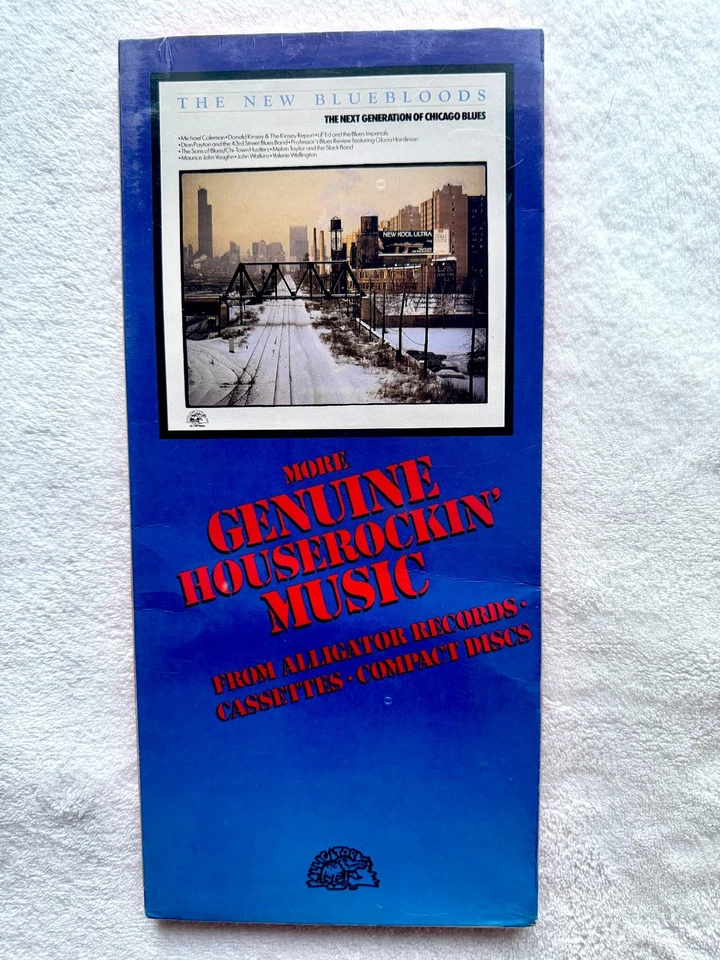 THE NEW BLUEBLOODS
THE NEXT GENERATION OF CHICAGO BLUES
•Michael Coleman•Donald Kinsey & The Kinsey Report•Lil' Ed and the Blues Imperials
•Dion Payton and the 43rd Street Blues Band•Professor's Blues Review featuring Gloria Hardiman
•The Sons of Blues/Chi-Town Hustlers•Melvin Taylor and the Slack Band
•Maurice John Vaughn•John Watkins•Valerie Wellington
NEW KOOL ULTRA
MORE
GENUINE
HOUSEROCKIN'
MUSIC
FROM ALLIGATOR RECORDS·
CASSETTES·COMPACT DISCS